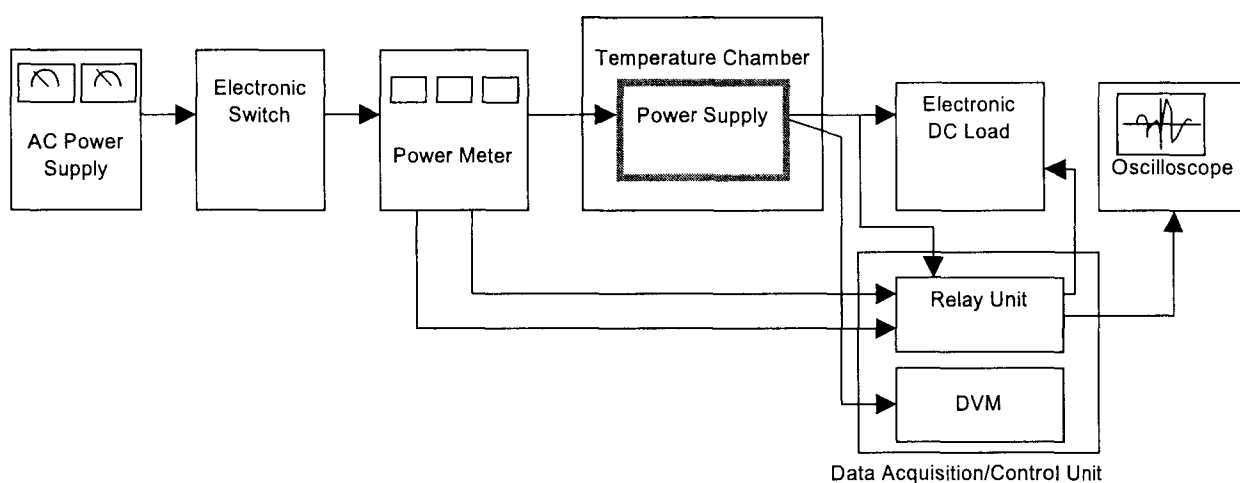 AC Power
Supply
Electronic
Switch
Power Meter
Temperature Chamber
Power Supply
Electronic
DC Load
Oscilloscope
Relay Unit
DVM
Data Acquisition/Control Unit